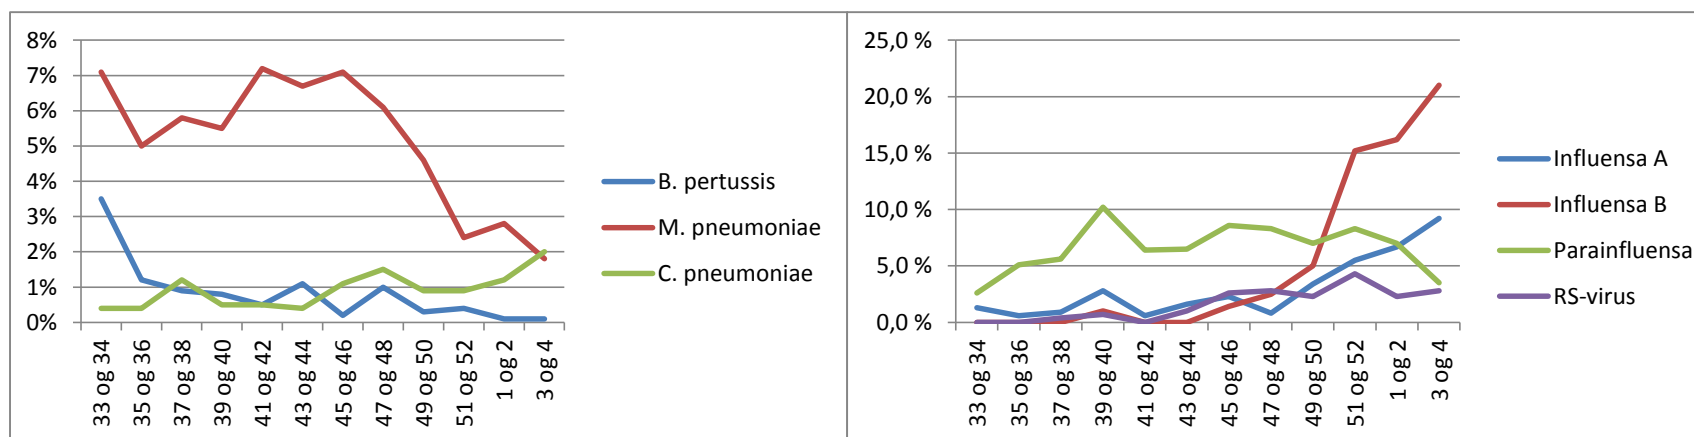 8%
7%
6%
5%
4%
3%
2%
1%
0%
33 og 34
35 og 36
37 og 38
39 og 40
41 og 42
43 og 44
45 og 46
47 og 48
49 og 50
51 og 52
1 og 2
3 og 4
B. pertussis
M. pneumoniae
C. pneumoniae
25,0 %
20,0 %
15,0 %
10,0 %
5,0 %
0,0 %
33 og 34
35 og 36
37 og 38
39 og 40
41 og 42
43 og 44
45 og 46
47 og 48
49 og 50
51 og 52
1 og 2
3 og 4
Influensa A
Influensa B
Parainfluensa
RS-virus